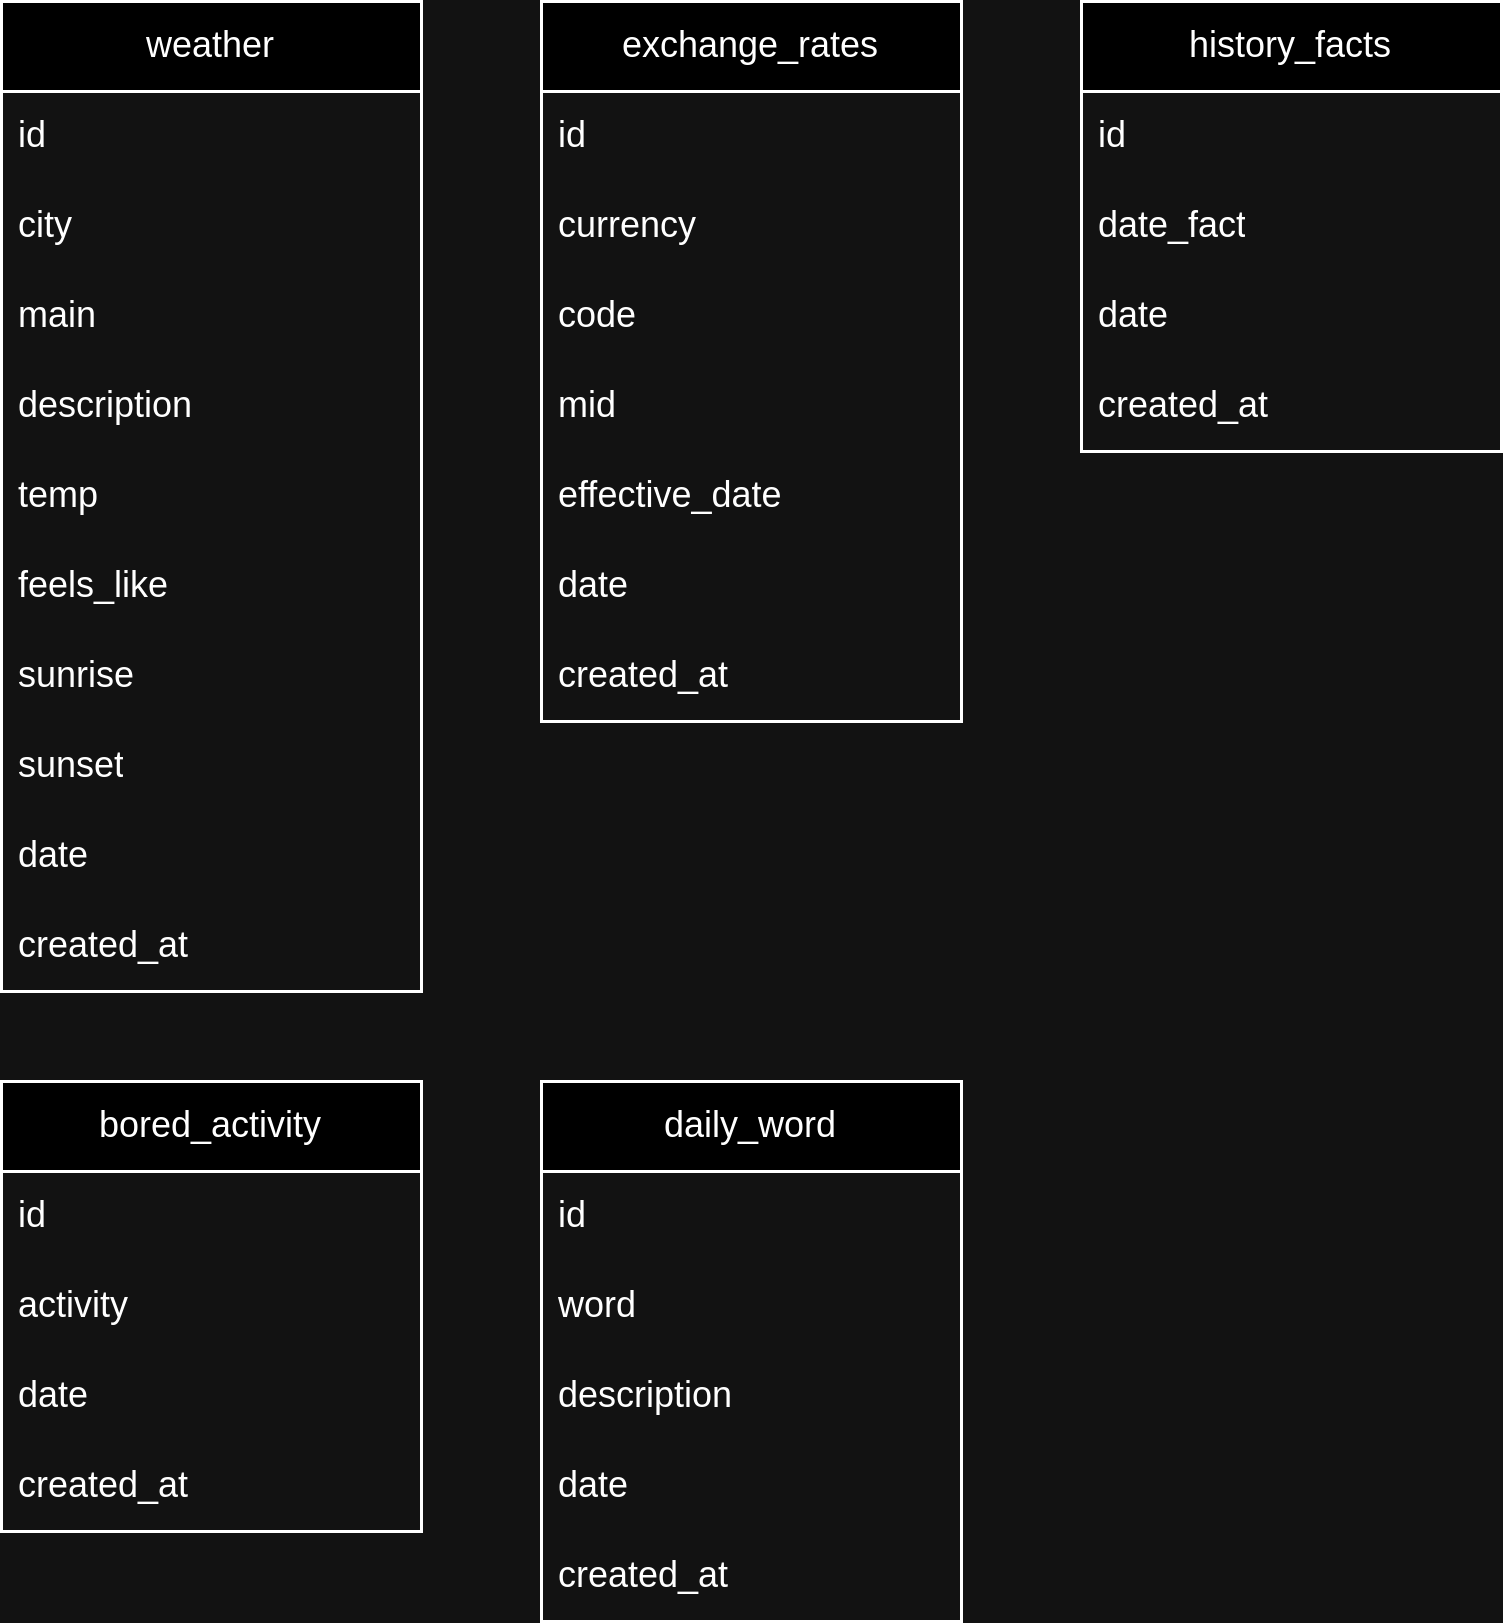 weather
id
city
main
description
temp
feels_like
sunrise
sunset
date
created_at
exchange_rates
id
currency
code
mid
effective_date
date
created_at
history_facts
id
date_fact
date
created_at
bored_activity
id
activity
date
created_at
daily_word
id
word
description
date
created_at